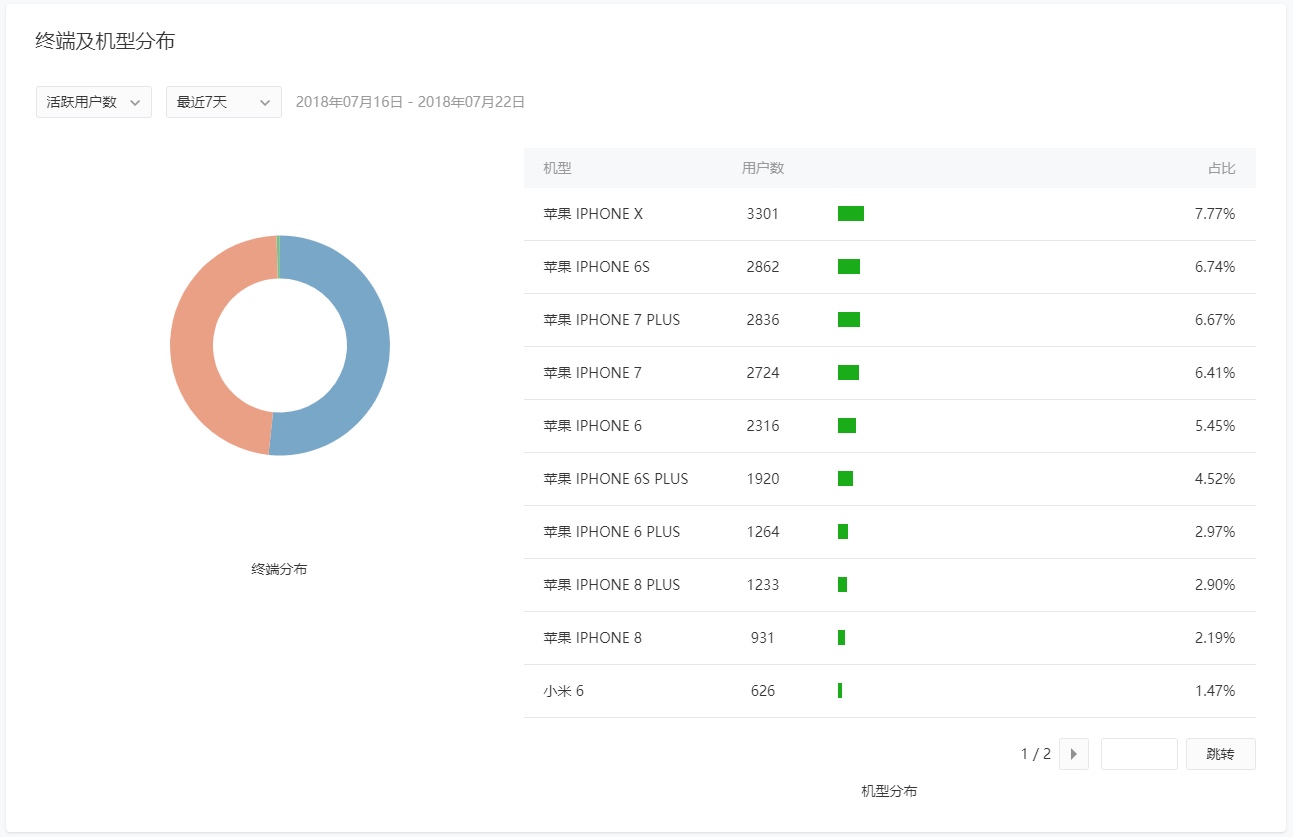 终端及机型分布
活跃用户数 最近7天 2018年07月16日 - 2018年07月22日
机型 用户数 占比
苹果 IPHONE X 3301 7.77%
苹果 IPHONE 6S 2862 6.74%
苹果 IPHONE 7 PLUS 2836 6.67%
苹果 IPHONE 7 2724 6.41%
苹果 IPHONE 6 2316 5.45%
苹果 IPHONE 6S PLUS 1920 4.52%
苹果 IPHONE 6 PLUS 1264 2.97%
苹果 IPHONE 8 PLUS 1233 2.90%
苹果 IPHONE 8 931 2.19%
小米 6 626 1.47%
终端分布
1 / 2 跳转
机型分布